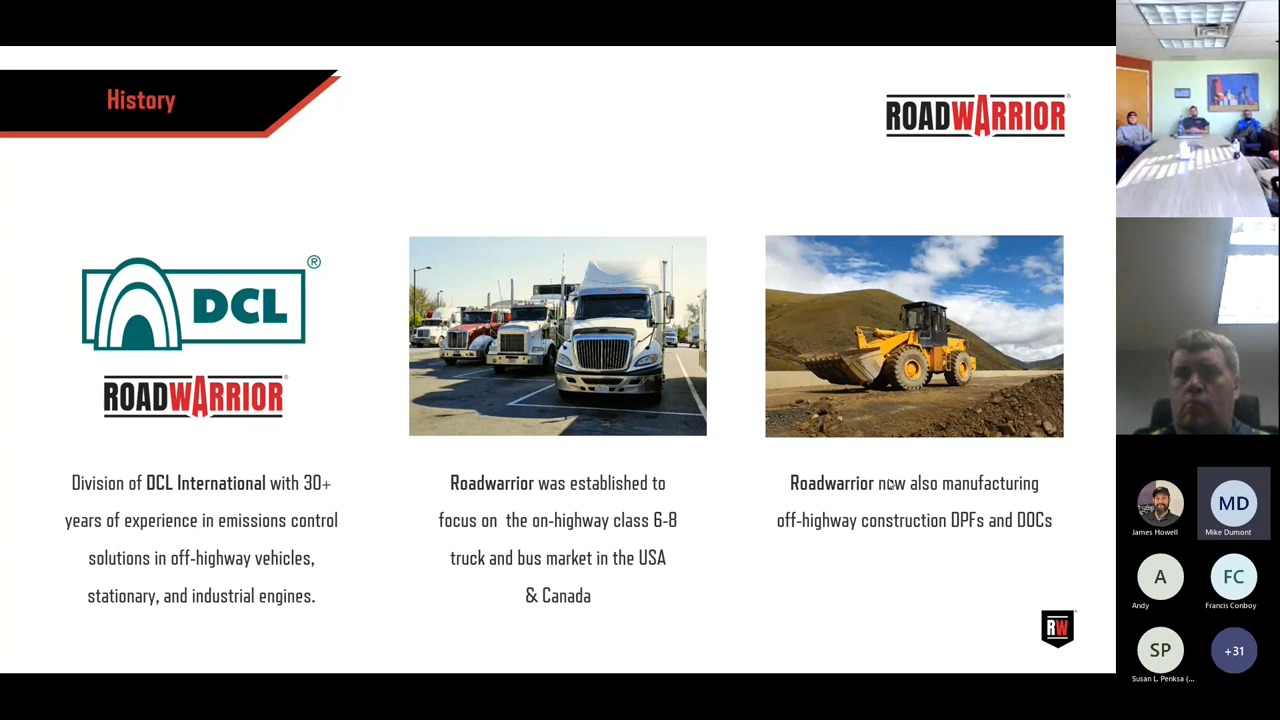 History
ROADWARRIOR®
DCL®
ROADWARRIOR®
Division of DCL International with 30+
years of experience in emissions control
solutions in off-highway vehicles,
stationary, and industrial engines.
Roadwarrior was established to
focus on the on-highway class 6-8
truck and bus market in the USA
& Canada
Roadwarrior now also manufacturing
off-highway construction DPFs and DOCs
RW
James Howell
MD
Mike Dumont
A
Andy
FC
Francis Conboy
SP
Susan L. Penksa (...
+31